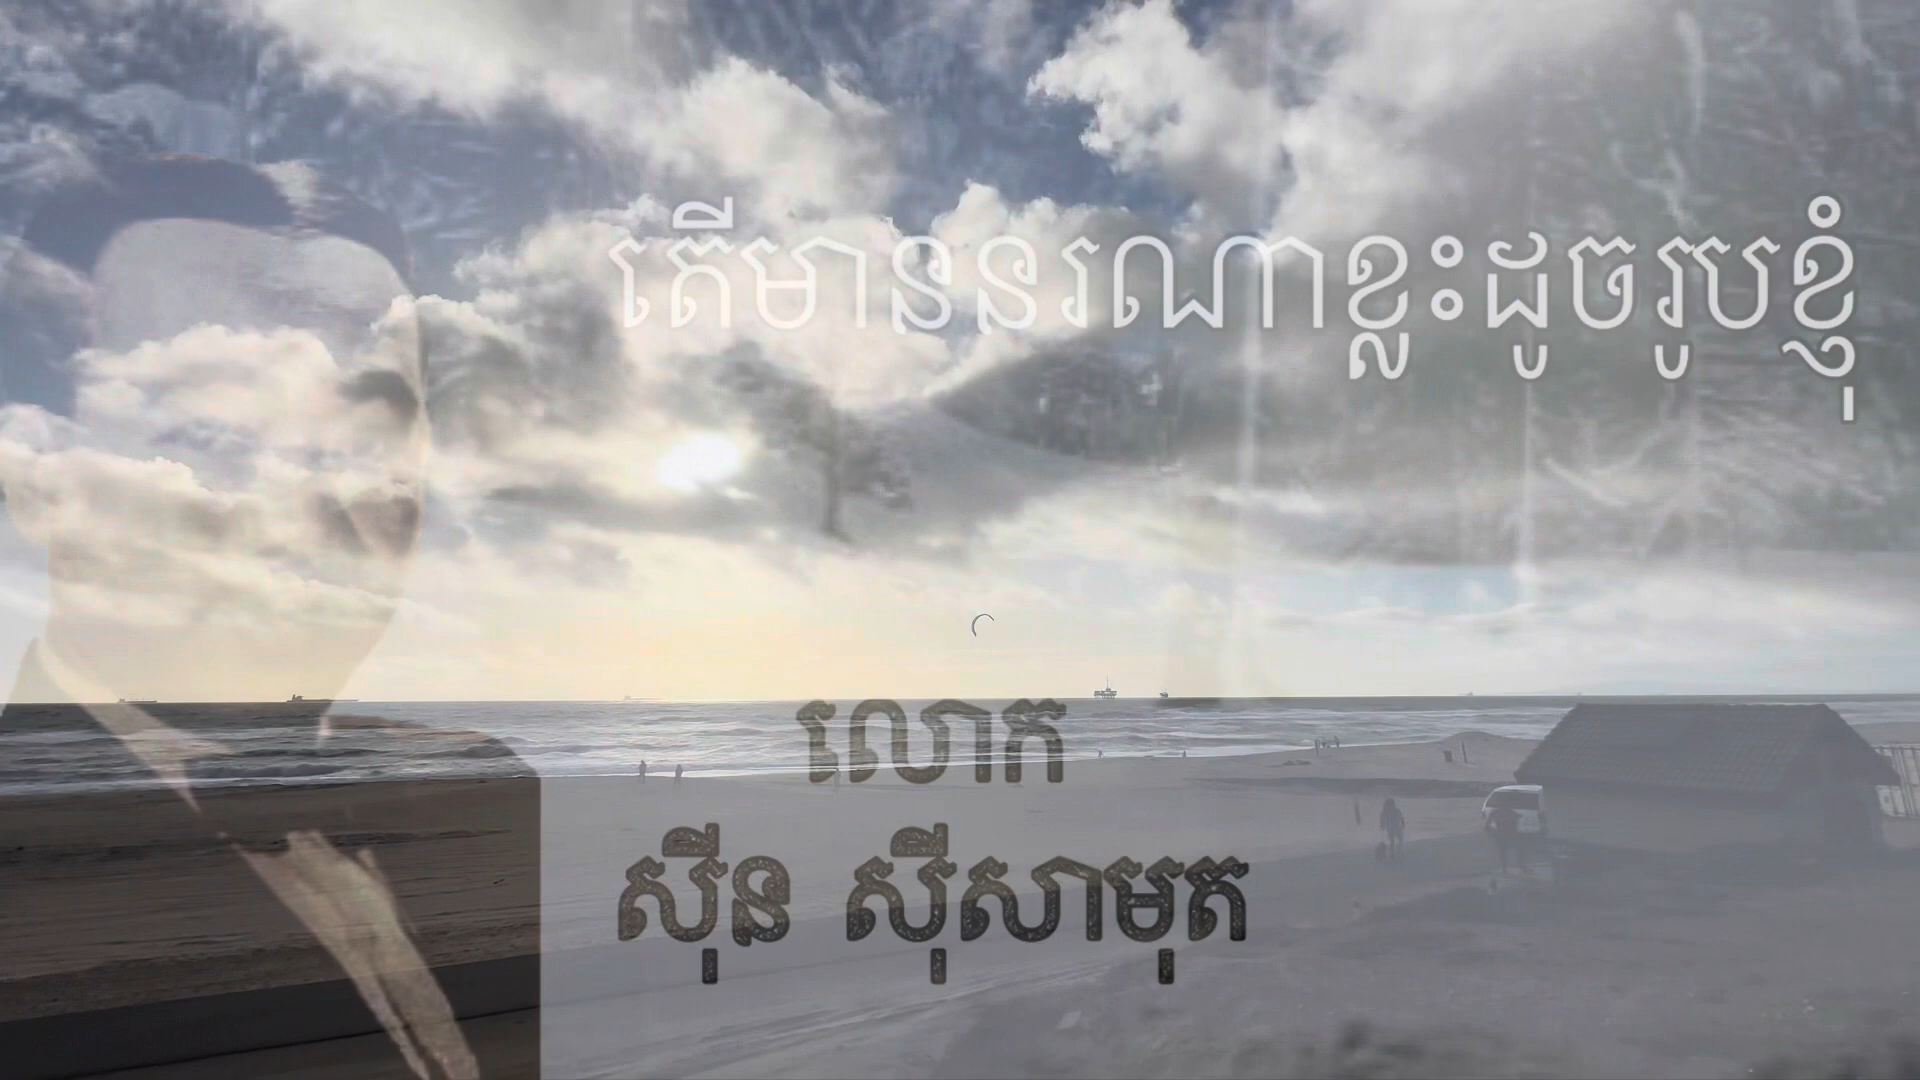 តើមាននរណាខ្លះដូចរូបខ្ញុំ
លោក
ស៊ីន ស៊ីសាមុត